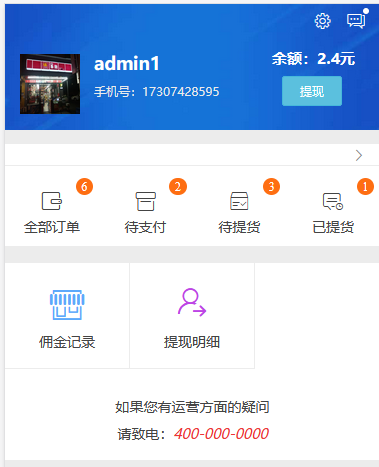 admin1
余额：2.4元
手机号：17307428595
提现
6
2
3
1
全部订单
待支付
待提货
已提货
佣金记录
提现明细
如果您有运营方面的疑问
请致电：400-000-0000